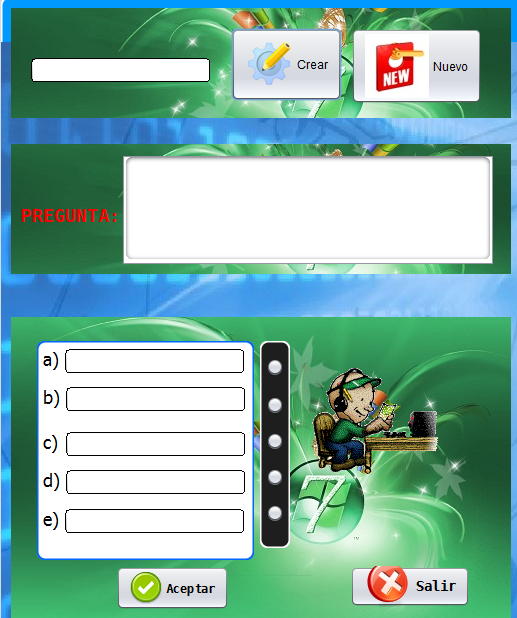 Crear
NEW
Nuevo
PREGUNTA:
a)
b)
c)
d)
e)
7
Aceptar
Salir